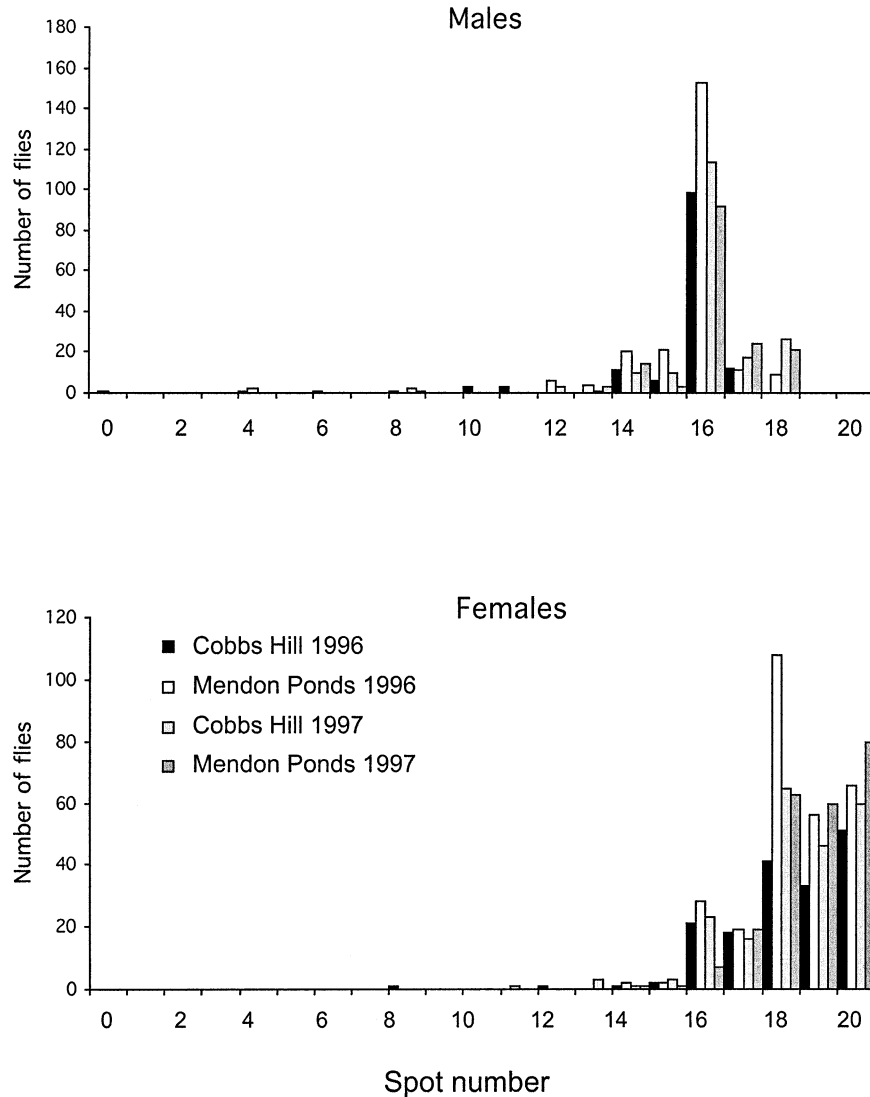 Males
Number of flies
180
160
140
120
100
80
60
40
20
0
0 2 4 6 8 10 12 14 16 18 20
Females
Number of flies
120
100
80
60
40
20
0
Cobbs Hill 1996
Mendon Ponds 1996
Cobbs Hill 1997
Mendon Ponds 1997
0 2 4 6 8 10 12 14 16 18 20
Spot number